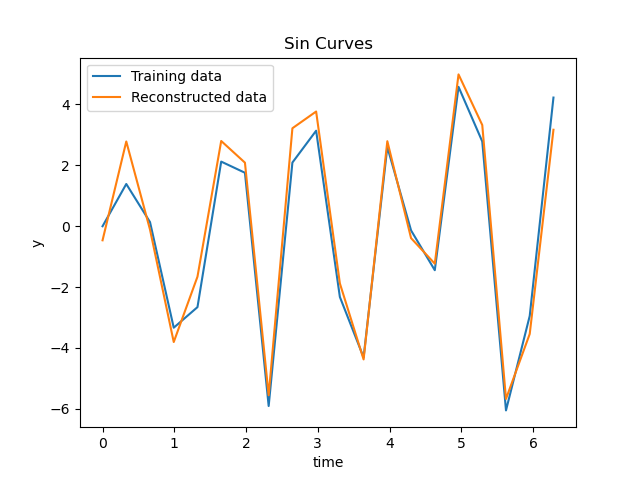 Sin Curves
Training data
Reconstructed data
4
2
0
−2
−4
−6
y
0 1 2 3 4 5 6
time